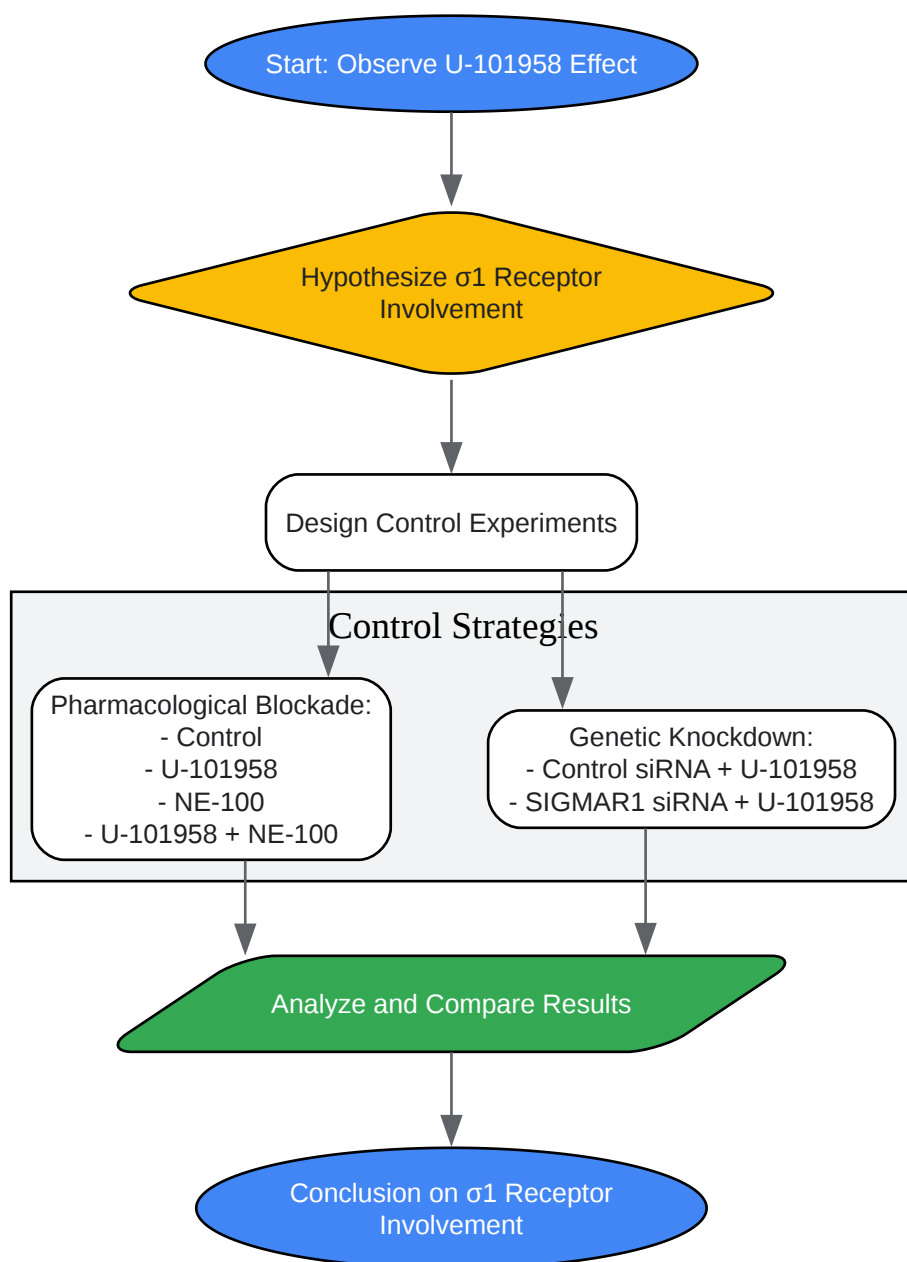 Start: Observe U-101958 Effect
Hypothesize σ1 Receptor
Involvement
Design Control Experiments
Control Strategies
Pharmacological Blockade:
- Control
- U-101958
- NE-100
- U-101958 + NE-100
Genetic Knockdown:
- Control siRNA + U-101958
- SIGMAR1 siRNA + U-101958
Analyze and Compare Results
Conclusion on σ1 Receptor
Involvement